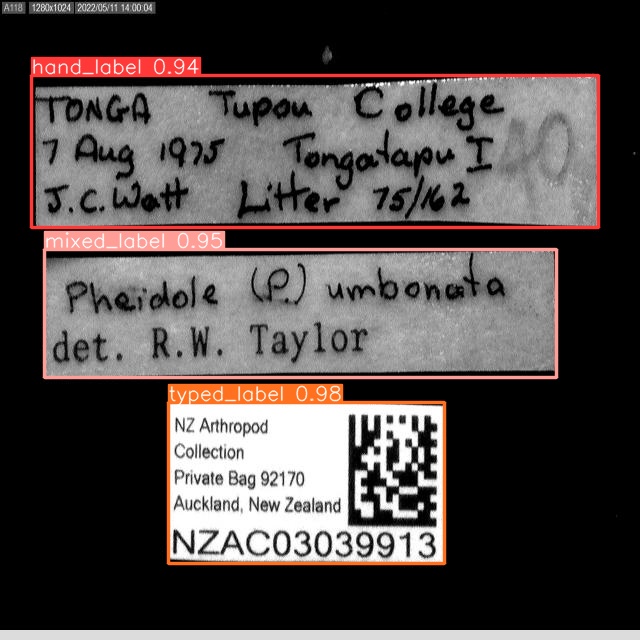 A118 1280x1024 2022/05/11 14:00:04
hand_label 0.94
TONGA Tupou College
7 Aug 1975 Tongatapu I
J.C. Watt Litter 75/162
40
mixed_label 0.95
Pheidole (P.) umbonata
det. R.W. Taylor
typed_label 0.98
NZ Arthropod
Collection
Private Bag 92170
Auckland, New Zealand
NZAC03039913